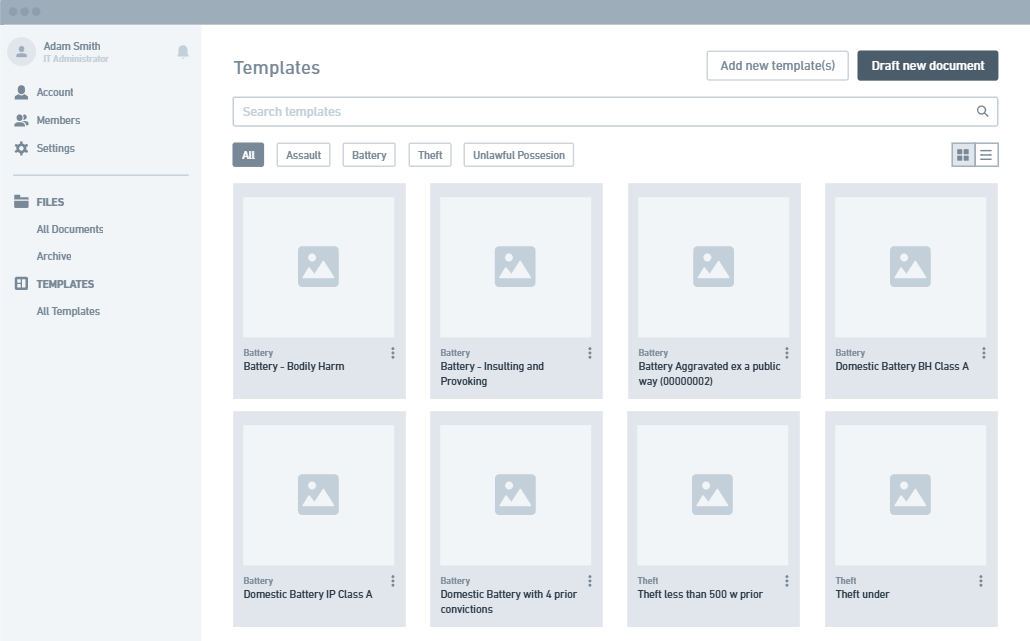 Adam Smith
IT Administrator
Account
Members
Settings
FILES
All Documents
Archive
TEMPLATES
All Templates
Templates
Add new template(s)
Draft new document
Search templates
All
Assault
Battery
Theft
Unlawful Possesion
Battery
Battery - Bodily Harm
Battery
Battery - Insulting and
Provoking
Battery
Battery Aggravated ex a public
way (00000002)
Battery
Domestic Battery BH Class A
Battery
Domestic Battery IP Class A
Battery
Domestic Battery with 4 prior
convictions
Theft
Theft less than 500 w prior
Theft
Theft under